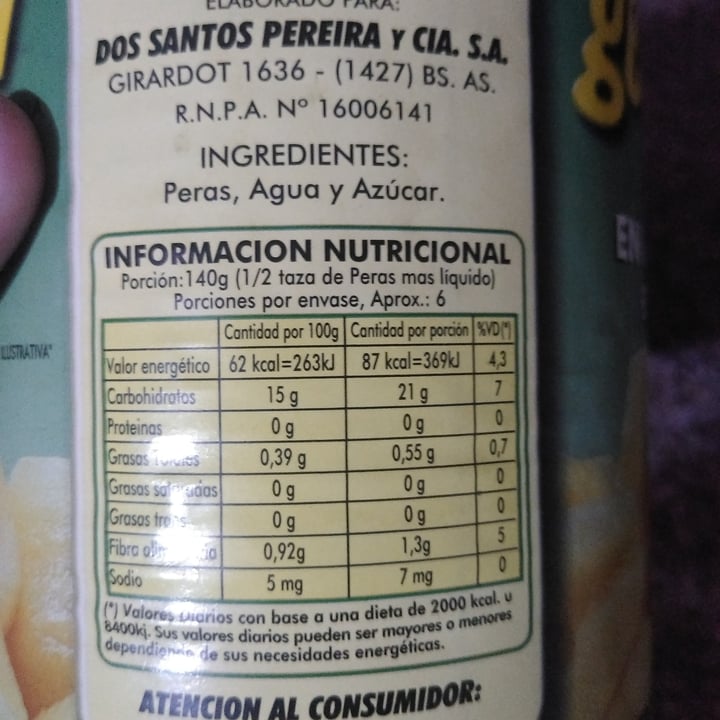 ELABORADO PARA:
DOS SANTOS PEREIRA Y CIA. S.A.
GIRARDOT 1636 - (1427) BS. AS.
R.N.P.A. Nº 16006141
INGREDIENTES:
Peras, Agua y Azúcar.
INFORMACION NUTRICIONAL
Porción:140g (1/2 taza de Peras mas líquido)
Porciones por envase, Aprox.: 6
Cantidad por 100g Cantidad por porción %VD(*)
Valor energético 62 kcal=263kJ 87 kcal=369kJ 4,3
Carbohidratos 15 g 21 g 7
Proteinas 0 g 0 g 0
Grasas Totales 0,39 g 0,55 g 0,7
Grasas saturadas 0 g 0 g 0
Grasas trans 0 g 0 g 0
Fibra alimentaria 0,92g 1,3g 5
Sodio 5 mg 7 mg 0
(*) Valores Diarios con base a una dieta de 2000 kcal. u
8400kj. Sus valores diarios pueden ser mayores o menores
dependiendo de sus necesidades energéticas.
ATENCION AL CONSUMIDOR: